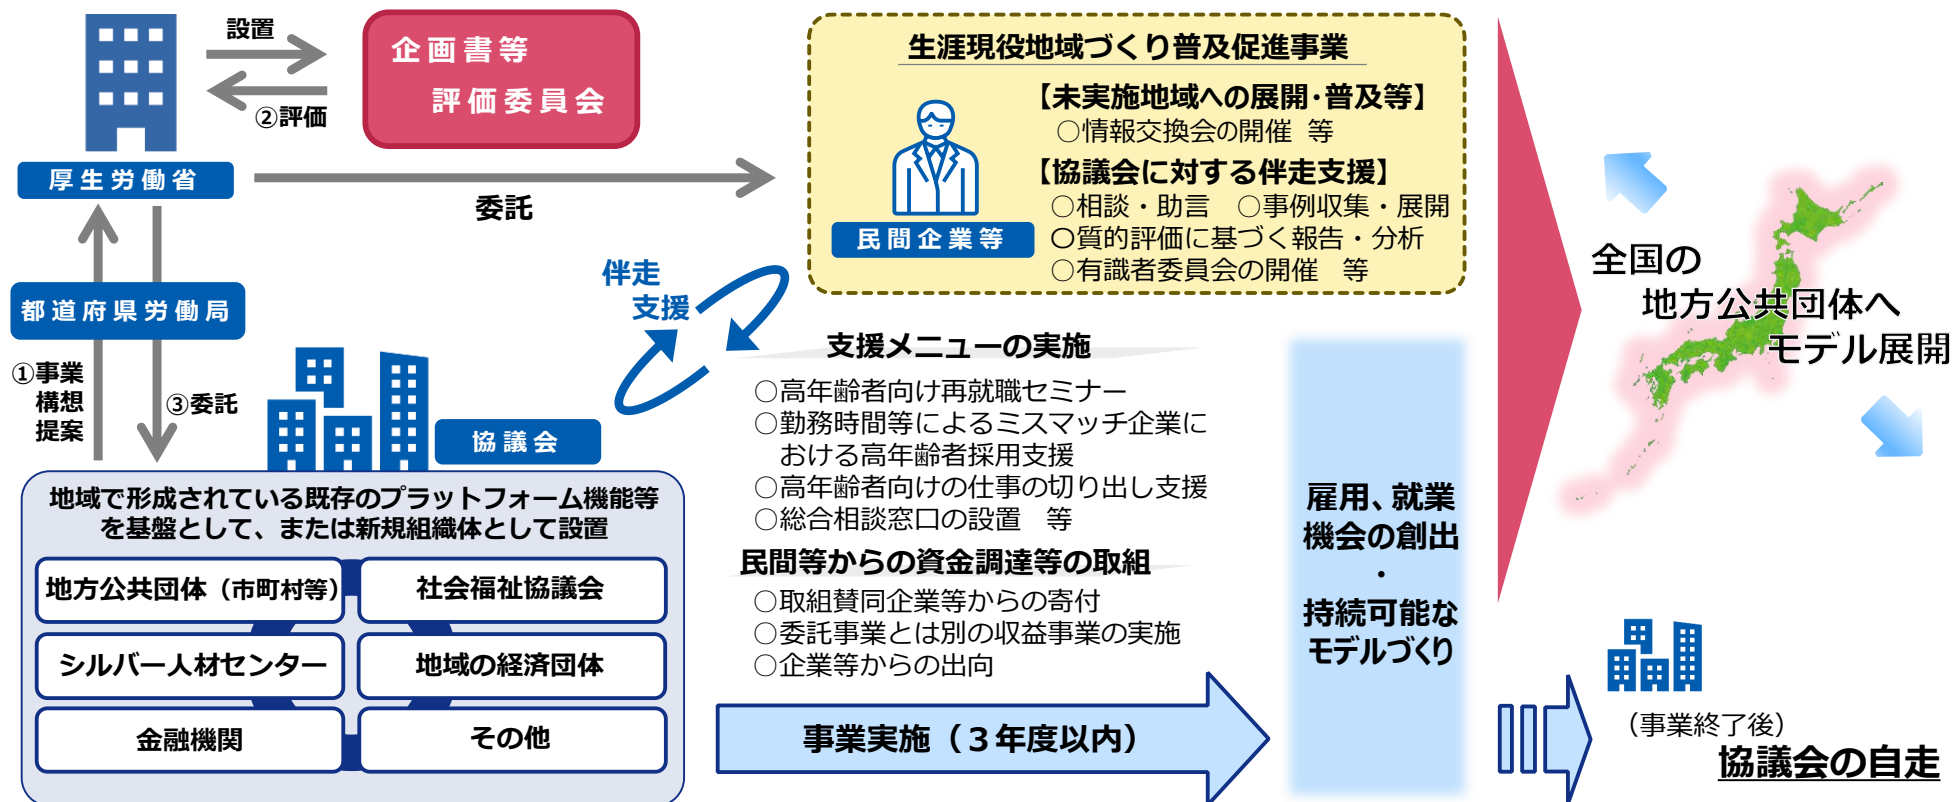 設置
②評価
企画書等
評価委員会
厚生労働省
委託
都道府県労働局
①事業
構想
提案
③委託
協議会
伴走
支援
地域で形成されている既存のプラットフォーム機能等
を基盤として、または新規組織体として設置
地方公共団体（市町村等）
社会福祉協議会
シルバー人材センター
地域の経済団体
金融機関
その他
生涯現役地域づくり普及促進事業
【未実施地域への展開・普及等】
○情報交換会の開催 等
【協議会に対する伴走支援】
○相談・助言 ○事例収集・展開
○質的評価に基づく報告・分析
○有識者委員会の開催 等
民間企業等
支援メニューの実施
○高年齢者向け再就職セミナー
○勤務時間等によるミスマッチ企業に
おける高年齢者採用支援
○高年齢者向けの仕事の切り出し支援
○総合相談窓口の設置 等
民間等からの資金調達等の取組
○取組賛同企業等からの寄付
○委託事業とは別の収益事業の実施
○企業等からの出向
事業実施（３年度以内）
雇用、就業
機会の創出
・
持続可能な
モデルづくり
全国の
地方公共団体へ
モデル展開
（事業終了後）
協議会の自走